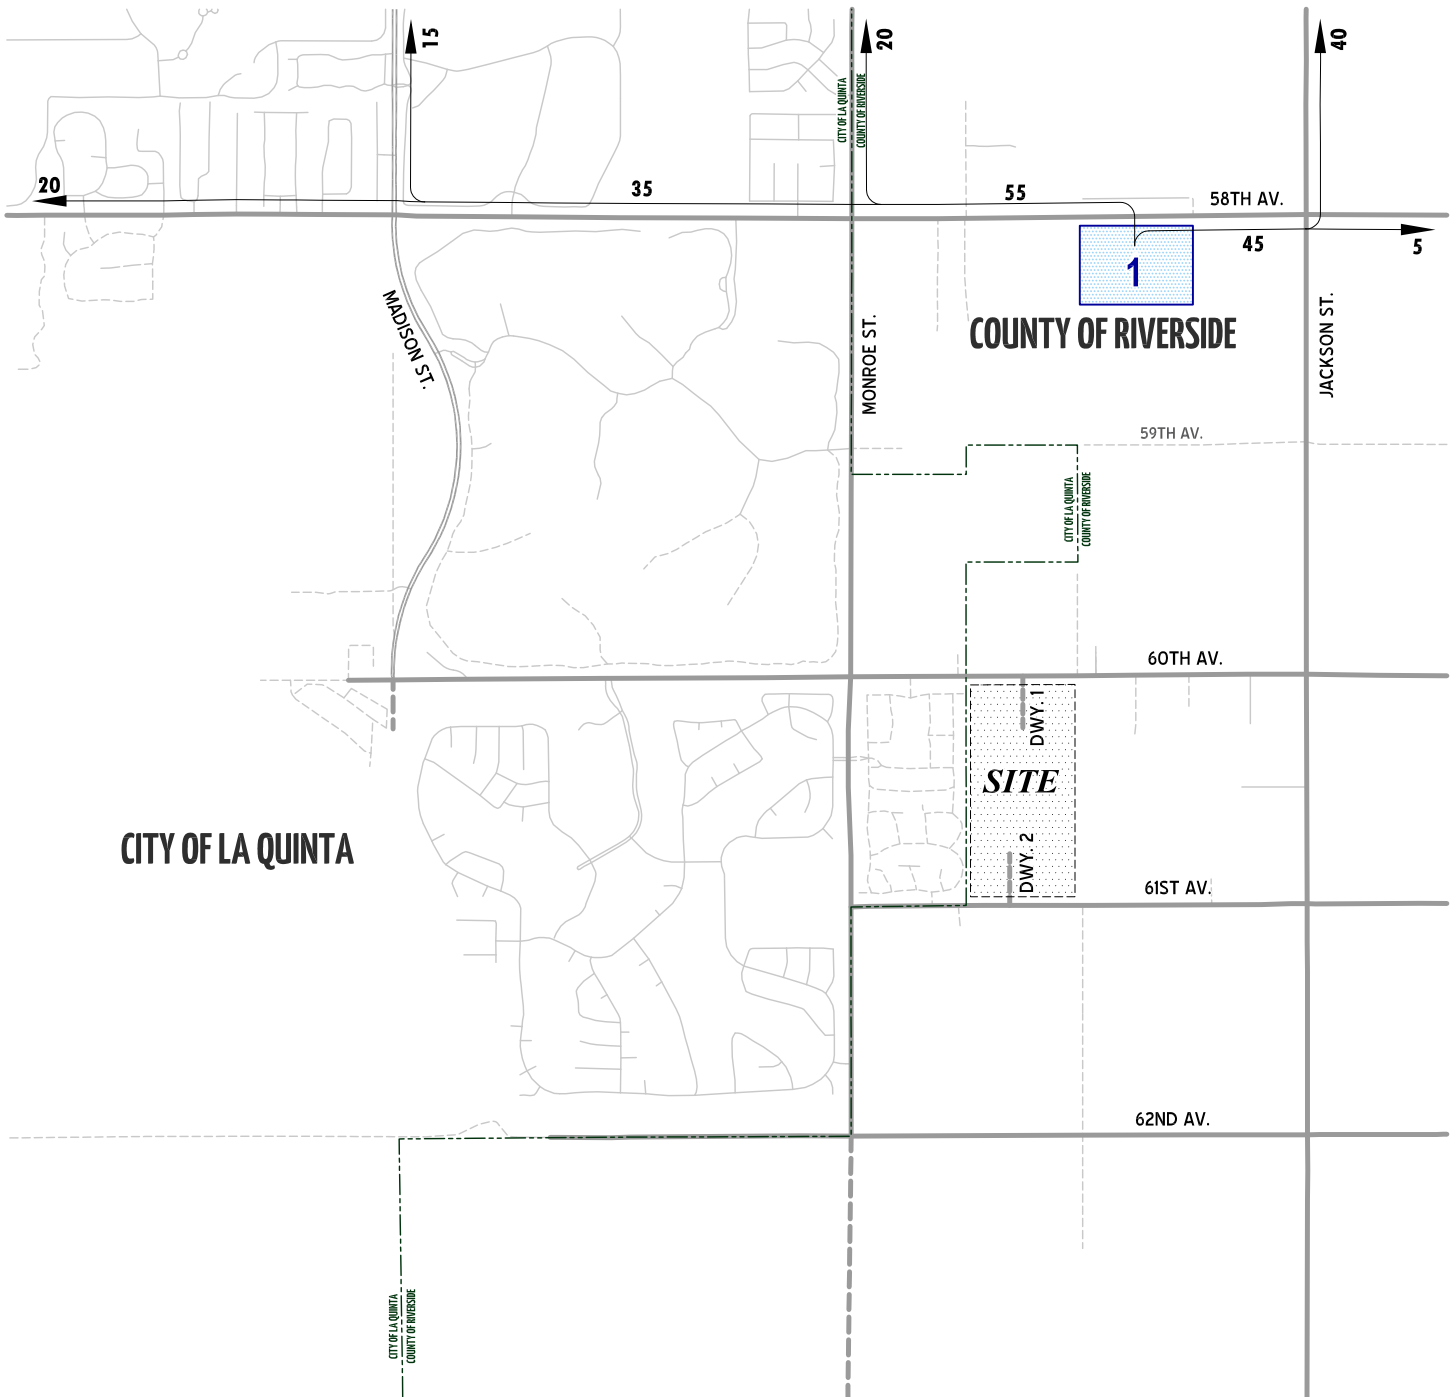 15
20
40
CITY OF LA QUINTA
COUNTY OF RIVERSIDE
20
35
55
58TH AV.
45
5
1
MADISON ST.
MONROE ST.
COUNTY OF RIVERSIDE
JACKSON ST.
59TH AV.
CITY OF LA QUINTA
COUNTY OF RIVERSIDE
60TH AV.
DWY. 1
SITE
CITY OF LA QUINTA
DWY. 2
61ST AV.
62ND AV.
CITY OF LA QUINTA
COUNTY OF RIVERSIDE